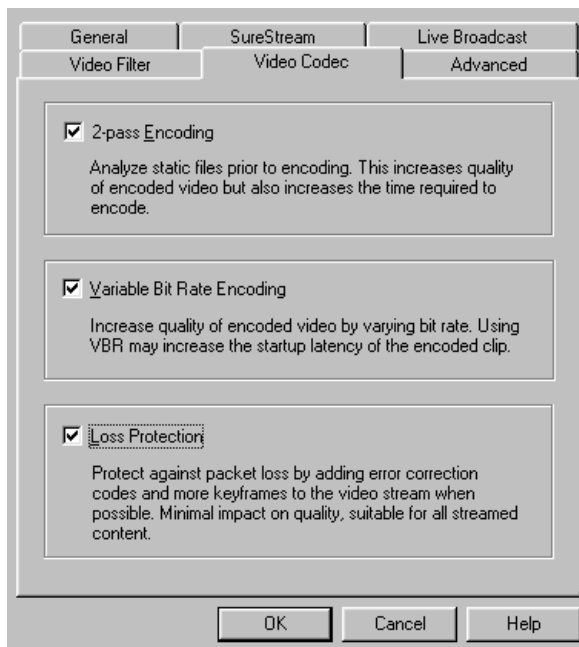 General SureStream Live Broadcast
Video Filter Video Codec Advanced
2-pass Encoding
Analyze static files prior to encoding. This increases quality
of encoded video but also increases the time required to
encode.
Variable Bit Rate Encoding
Increase quality of encoded video by varying bit rate. Using
VBR may increase the startup latency of the encoded clip.
Loss Protection
Protect against packet loss by adding error correction
codes and more keyframes to the video stream when
possible. Minimal impact on quality, suitable for all streamed
content.
OK Cancel Help